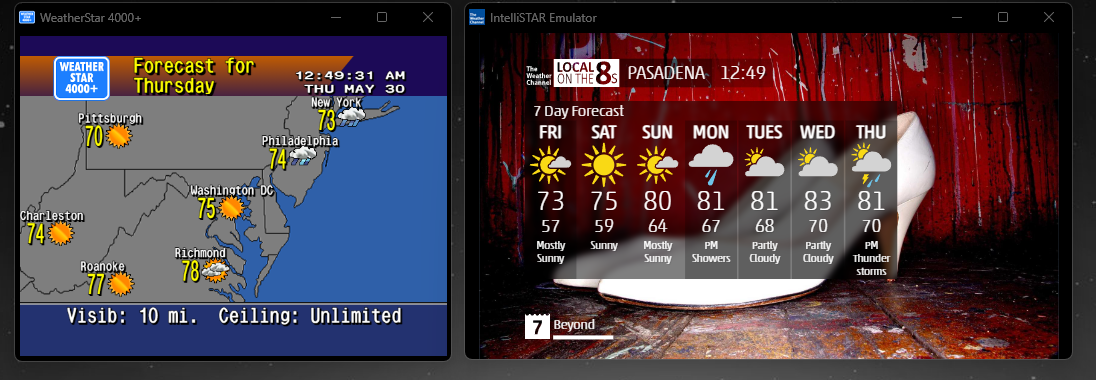 WeatherStar 4000+
WEATHER
STAR
4000+
Forecast for
Thursday
12:49:31 AM
THU MAY 30
New York
73
Pittsburgh
70
Philadelphia
74
Washington DC
75
Charleston
74
Richmond
78
Roanoke
77
Visib: 10 mi. Ceiling: Unlimited
The Weather Channel
IntelliSTAR Emulator
The
Weather
Channel
LOCAL
ON THE 8s
PASADENA 12:49
7 Day Forecast
FRI SAT SUN MON TUES WED THU
73 75 80 81 81 83 81
57 59 64 67 68 70 70
Mostly Sunny Mostly PM Partly Partly PM
Sunny Sunny Showers Cloudy Cloudy Thunder
storms
7 Beyond